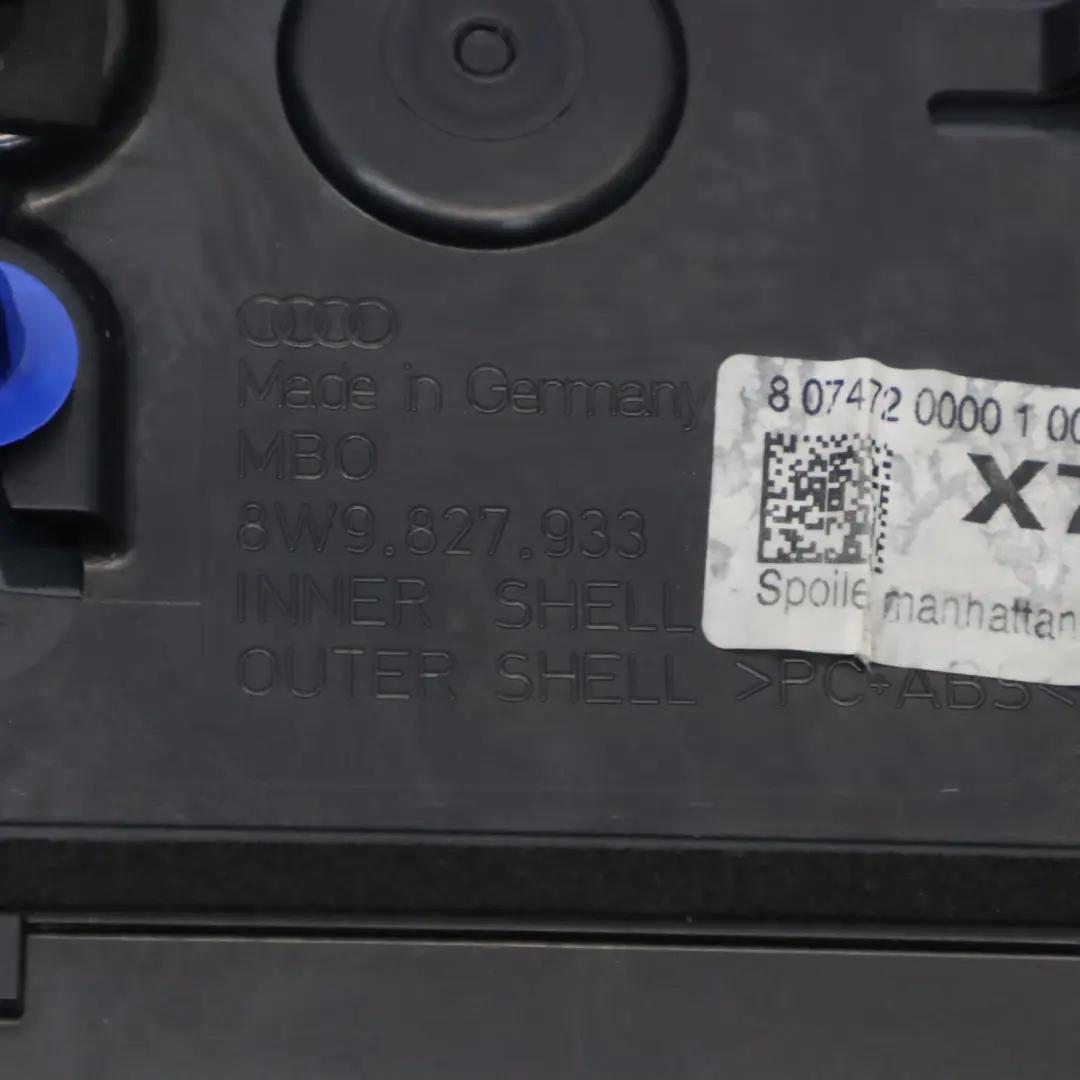 Made in Germany
MBO
8W9.827.933
INNER SHELL
OUTER SHELL >PC+ABS<
8 07472 0000 1 00
Spoile manhattan